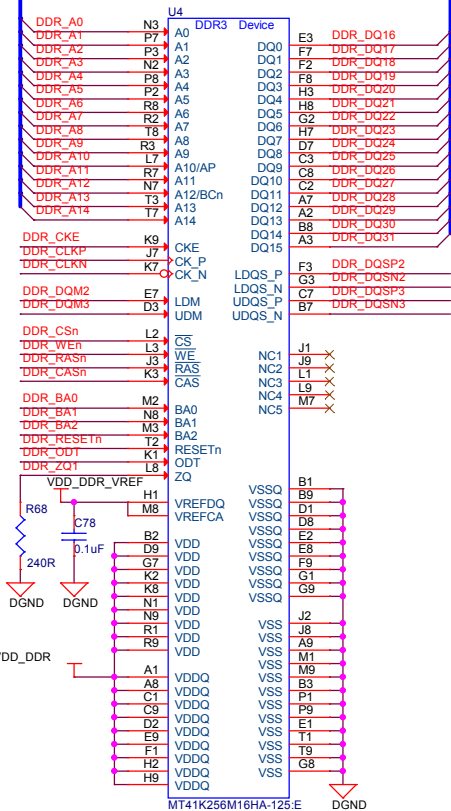 U4
DDR3 Device
DDR_A0 N3 A0
DDR_A1 P7 A1
DDR_A2 P3 A2
DDR_A3 N2 A3
DDR_A4 P8 A4
DDR_A5 P2 A5
DDR_A6 R8 A6
DDR_A7 R2 A7
DDR_A8 T8 A8
DDR_A9 R3 A9
DDR_A10 L7 A10/AP
DDR_A11 R7 A11
DDR_A12 N7 A12/BCn
DDR_A13 T3 A13
DDR_A14 T7 A14
DQ0 E3 DDR_DQ16
DQ1 F7 DDR_DQ17
DQ2 F2 DDR_DQ18
DQ3 F8 DDR_DQ19
DQ4 H3 DDR_DQ20
DQ5 H8 DDR_DQ21
DQ6 G2 DDR_DQ22
DQ7 H7 DDR_DQ23
DQ8 D7 DDR_DQ24
DQ9 C3 DDR_DQ25
DQ10 C8 DDR_DQ26
DQ11 C2 DDR_DQ27
DQ12 A7 DDR_DQ28
DQ13 A2 DDR_DQ29
DQ14 B8 DDR_DQ30
DQ15 A3 DDR_DQ31
DDR_CKE K9 CKE
DDR_CLKP J7 CK_P
DDR_CLKN K7 CK_N
LDQS_P F3 DDR_DQSP2
LDQS_N G3 DDR_DQSN2
UDQS_P C7 DDR_DQSP3
UDQS_N B7 DDR_DQSN3
DDR_DQM2 E7 LDM
DDR_DQM3 D3 UDM
DDR_CSn L2 CS
DDR_WEn L3 WE
DDR_RASn J3 RAS
DDR_CASn K3 CAS
NC1 J1
NC2 J9
NC3 L1
NC4 L9
NC5 M7
DDR_BA0 M2 BA0
DDR_BA1 N8 BA1
DDR_BA2 M3 BA2
DDR_RESETn T2 RESETn
DDR_ODT K1 ODT
DDR_ZQ1 L8 ZQ
VDD_DDR_VREF
H1 VREFDQ
M8 VREFCA
R68
240R
DGND
C78
0.1uF
DGND
VSSQ B1
VSSQ B9
VSSQ D1
VSSQ D8
VSSQ E2
VSSQ E8
VSSQ F9
VSSQ G1
VSSQ G9
B2 VDD
D9 VDD
G7 VDD
K2 VDD
K8 VDD
N1 VDD
N9 VDD
R1 VDD
R9 VDD
VSS J2
VSS J8
VSS A9
VSS M1
VSS M9
VSS B3
VSS P1
VSS P9
VSS E1
VSS T1
VSS T9
VSS G8
VDD_DDR
A1 VDDQ
A8 VDDQ
C1 VDDQ
C9 VDDQ
D2 VDDQ
E9 VDDQ
F1 VDDQ
H2 VDDQ
H9 VDDQ
MT41K256M16HA-125:E
DGND